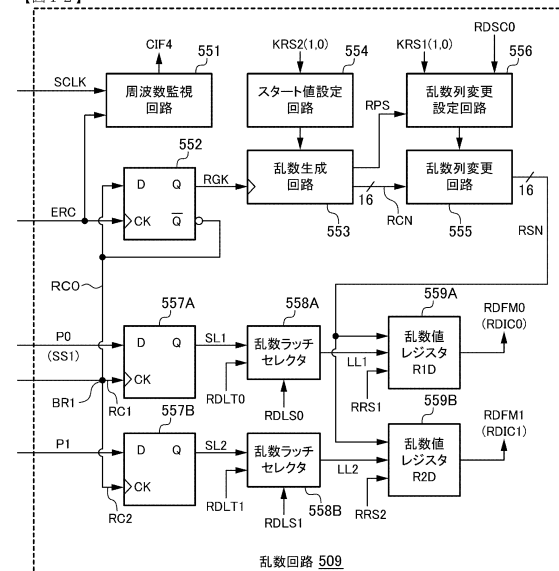 【図12】
CIF4
551
KRS2(1,0)
554
KRS1(1,0)
RDSC0
556
SCLK
周波数監視
回路
スタート値設定
回路
RPS
乱数列変更
設定回路
552
D
Q
RGK
乱数生成
回路
乱数列変更
回路
16
ERC
CK
Q
16
RCN
553
555
RSN
RC0
557A
558A
559A
P0
(SS1)
D
Q
SL1
乱数ラッチ
セレクタ
乱数値
レジスタ
R1D
RDFM0
(RDIC0)
LL1
BR1
RC1
CK
557B
RDLT0
RDLS0
RRS1
559B
P1
D
Q
SL2
乱数ラッチ
セレクタ
乱数値
レジスタ
R2D
RDFM1
(RDIC1)
LL2
CK
RC2
RDLT1
RDLS1
558B
RRS2
乱数回路 509